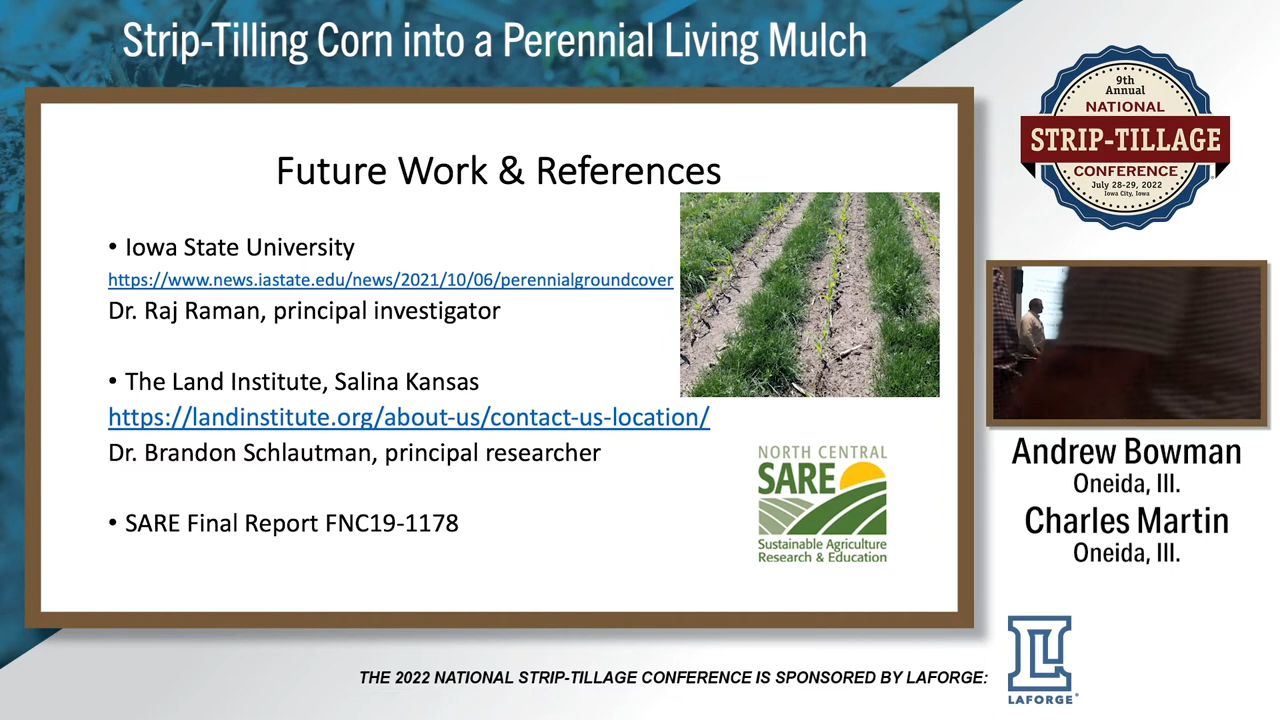 Strip-Tilling Corn into a Perennial Living Mulch
Future Work & References
• Iowa State University
https://www.news.iastate.edu/news/2021/10/06/perennialgroundcover
Dr. Raj Raman, principal investigator
• The Land Institute, Salina Kansas
https://landinstitute.org/about-us/contact-us-location/
Dr. Brandon Schlautman, principal researcher
• SARE Final Report FNC19-1178
NORTH CENTRAL
SARE
Sustainable Agriculture
Research & Education
9th
Annual
NATIONAL
STRIP-TILLAGE
CONFERENCE
July 28-29, 2022
Iowa City, Iowa
Andrew Bowman
Oneida, Ill.
Charles Martin
Oneida, Ill.
THE 2022 NATIONAL STRIP-TILLAGE CONFERENCE IS SPONSORED BY LAFORGE:
LAFORGE®